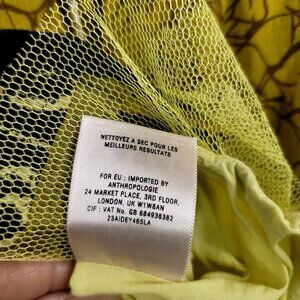 NETTOYEZ A SEC POUR LES
MEILLEURS RESULTATS
FOR EU : IMPORTED BY
ANTHROPOLOGIE
24 MARKET PLACE, 3RD FLOOR,
LONDON, UK W1W8AN
CIF : VAT No. GB 684938382
23AIDEY465LA